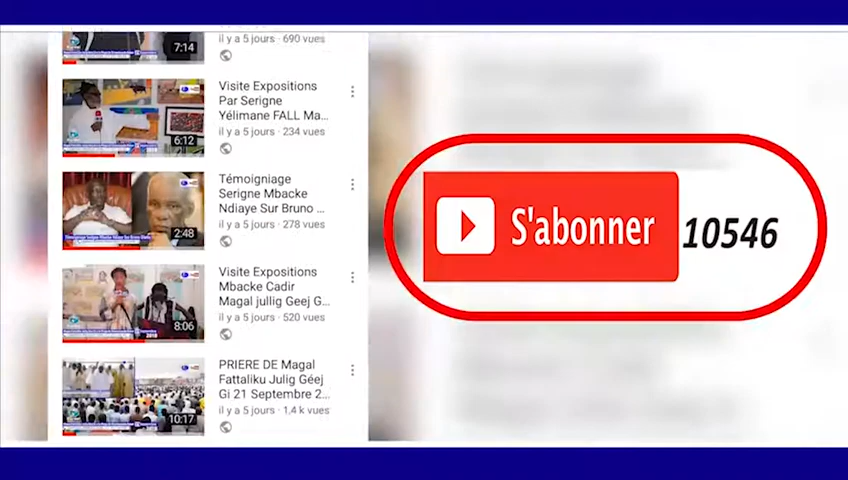 7:14
il y a 5 jours · 690 vues
Visite Expositions
Par Serigne
Yélimane FALL Ma...
il y a 5 jours · 234 vues
6:12
Témoignage
Serigne Mbacke
Ndiaye Sur Bruno ...
il y a 5 jours · 278 vues
2:48
Visite Expositions
Mbacke Cadir
Magal jullig Geej G...
il y a 5 jours · 520 vues
8:06
2018
PRIERE DE Magal
Fattaliku Julig Géej
Gi 21 Septembre 2...
il y a 5 jours · 1,4 k vues
10:17
S'abonner 10546